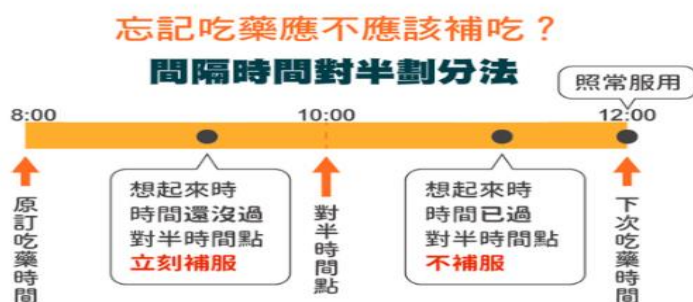 忘記吃藥應不應該補吃？
間隔時間對半劃分法
照常服用
8:00
10:00
12:00
原訂吃藥時間
想起來時
時間還沒過
對半時間點
立刻補服
對半時間點
想起來時
時間已過
對半時間點
不補服
下次吃藥時間